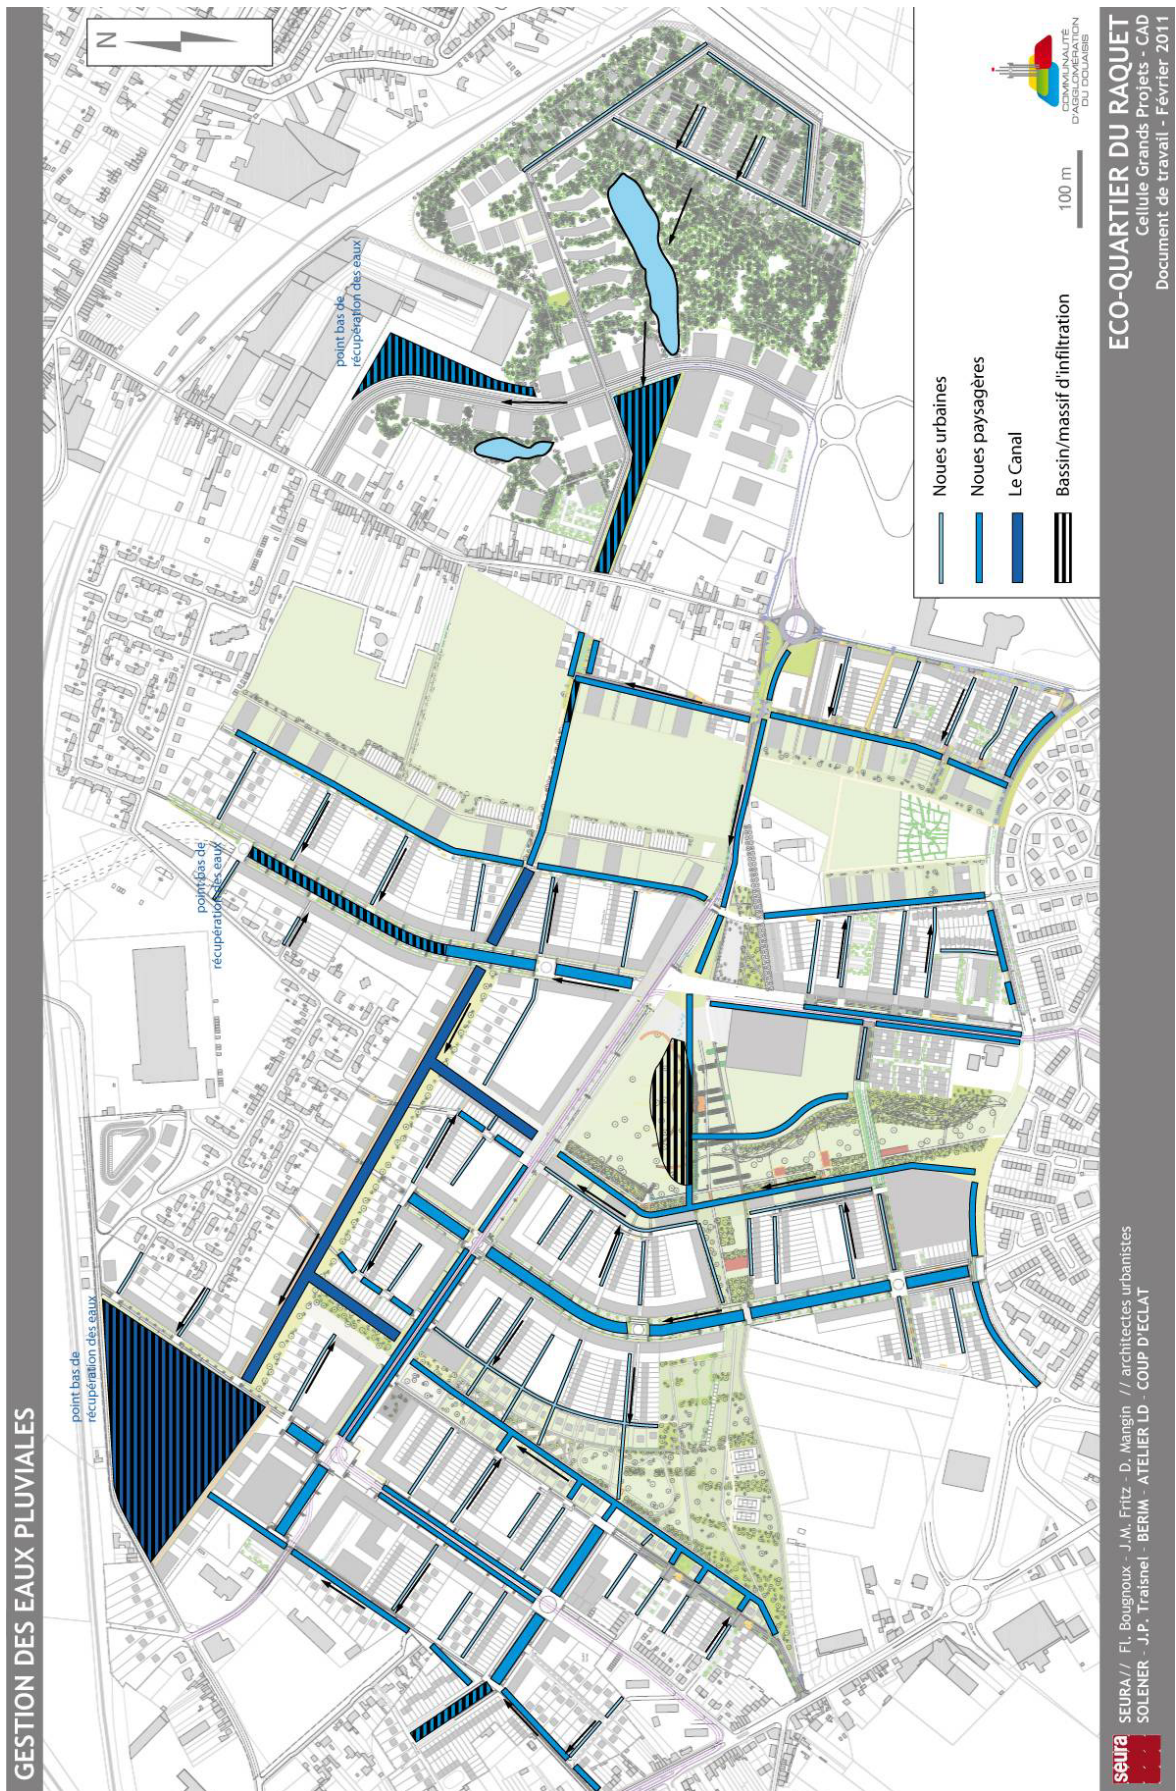 GESTION DES EAUX PLUVIALES
N
point bas de
récupération des eaux
point bas de
récupération des eaux
point bas de
récupération des eaux
Noues urbaines
Noues paysagères
Le Canal
Bassin/massif d'infiltration
100 m
COMMUNAUTÉ
D'AGGLOMÉRATION
DU DOUAISIS
seura
SEURA// Fl. Bougnoux - J.M. Fritz - D. Mangin // architectes urbanistes
SOLENER - J.P. Traisnel - BERIM - ATELIER LD - COUP D'ECLAT
ECO-QUARTIER DU RAQUET
Cellule Grands Projets - CAD
Document de travail - Février 2011